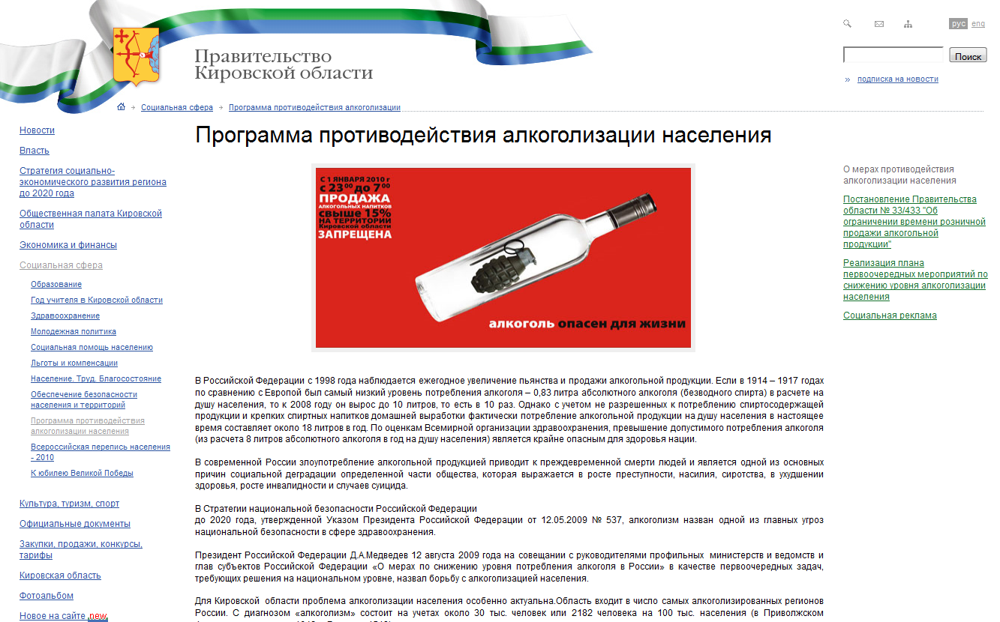 Правительство
Кировской области
рус eng
Поиск
» подписка на новости
Социальная сфера → Программа противодействия алкоголизации
Новости
Власть
Стратегия социально-
экономического развития региона
до 2020 года
Общественная палата Кировской
области
Экономика и финансы
Социальная сфера
Образование
Год учителя в Кировской области
Здравоохранение
Молодежная политика
Социальная помощь населению
Льготы и компенсации
Население. Труд. Благосостояние
Обеспечение безопасности
населения и территорий
Программа противодействия
алкоголизации населения
Всероссийская перепись населения
- 2010
К юбилею Великой Победы
Культура, туризм, спорт
Официальные документы
Закупки, продажи, конкурсы,
тарифы
Кировская область
Фотоальбом
Новое на сайте .new.
Программа противодействия алкоголизации населения
С 1 ЯНВАРЯ 2010 г
с 23⁰⁰ до 7⁰⁰
ПРОДАЖА
АЛКОГОЛЬНЫХ НАПИТКОВ
свыше 15%
НА ТЕРРИТОРИИ
Кировской области
ЗАПРЕЩЕНА
алкоголь опасен для жизни
В Российской Федерации с 1998 года наблюдается ежегодное увеличение пьянства и продажи алкогольной продукции. Если в 1914 – 1917 годах
по сравнению с Европой был самый низкий уровень потребления алкоголя – 0,83 литра абсолютного алкоголя (безводного спирта) в расчете на
душу населения, то к 2008 году он вырос до 10 литров, то есть в 10 раз. Однако с учетом не разрешенных к потреблению спиртосодержащей
продукции и крепких спиртных напитков домашней выработки фактически потребление алкогольной продукции на душу населения в настоящее
время составляет около 18 литров в год. По оценкам Всемирной организации здравоохранения, превышение допустимого потребления алкоголя
(из расчета 8 литров абсолютного алкоголя в год на душу населения) является крайне опасным для здоровья нации.
В современной России злоупотребление алкогольной продукцией приводит к преждевременной смерти людей и является одной из основных
причин социальной деградации определенной части общества, которая выражается в росте преступности, насилия, сиротства, в ухудшении
здоровья, росте инвалидности и случаев суицида.
В Стратегии национальной безопасности Российской Федерации
до 2020 года, утвержденной Указом Президента Российской Федерации от 12.05.2009 № 537, алкоголизм назван одной из главных угроз
национальной безопасности в сфере здравоохранения.
Президент Российской Федерации Д.А.Медведев 12 августа 2009 года на совещании с руководителями профильных министерств и ведомств и
глав субъектов Российской Федерации «О мерах по снижению уровня потребления алкоголя в России» в качестве первоочередных задач,
требующих решения на национальном уровне, назвал борьбу с алкоголизацией населения.
Для Кировской области проблема алкоголизации населения особенно актуальна.Область входит в число самых алкоголизированных регионов
России. С диагнозом «алкоголизм» состоит на учетах около 30 тыс. человек или 2182 человека на 100 тыс. населения (в Приволжском
О мерах противодействия
алкоголизации населения
Постановление Правительства
области № 33/433 "Об
ограничении времени розничной
продажи алкогольной
продукции"
Реализация плана
первоочередных мероприятий по
снижению уровня алкоголизации
населения
Социальная реклама